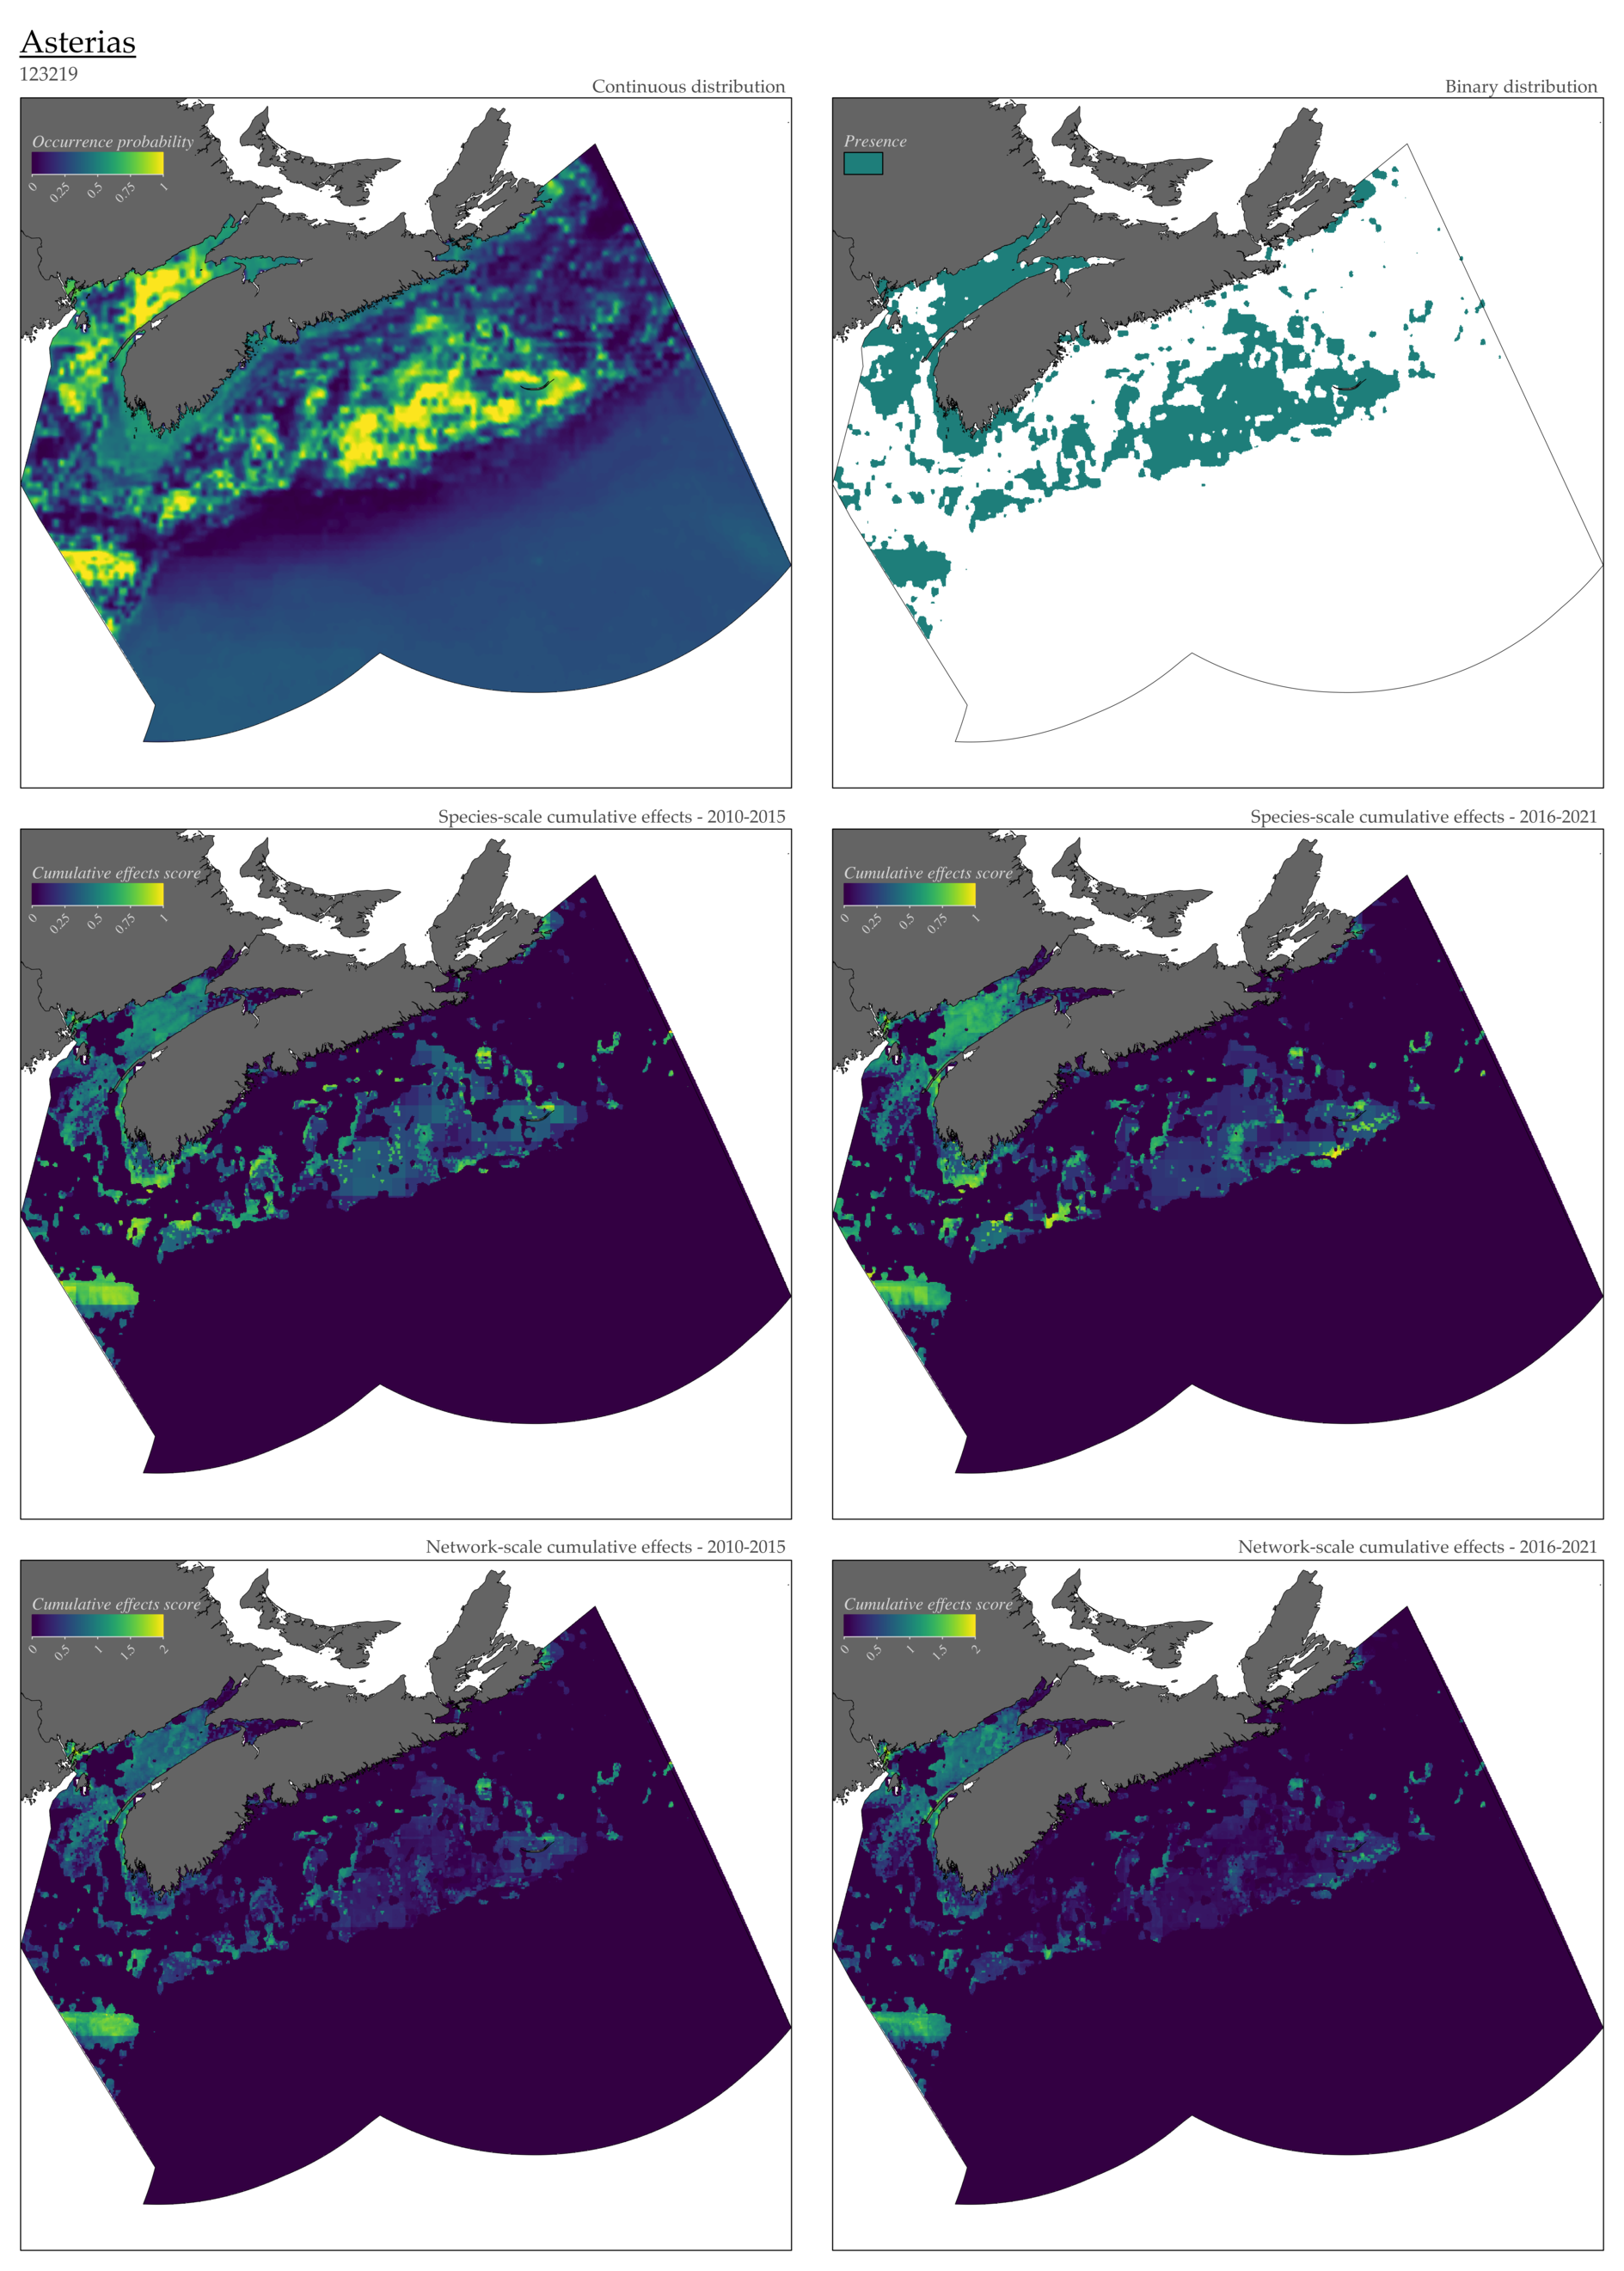 Asterias
123219
Continuous distribution
Occurrence probability
0 0.25 0.5 0.75 1
Binary distribution
Presence
Species-scale cumulative effects - 2010-2015
Cumulative effects score
0 0.25 0.5 0.75 1
Species-scale cumulative effects - 2016-2021
Cumulative effects score
0 0.25 0.5 0.75 1
Network-scale cumulative effects - 2010-2015
Cumulative effects score
0 0.5 1 1.5 2
Network-scale cumulative effects - 2016-2021
Cumulative effects score
0 0.5 1 1.5 2